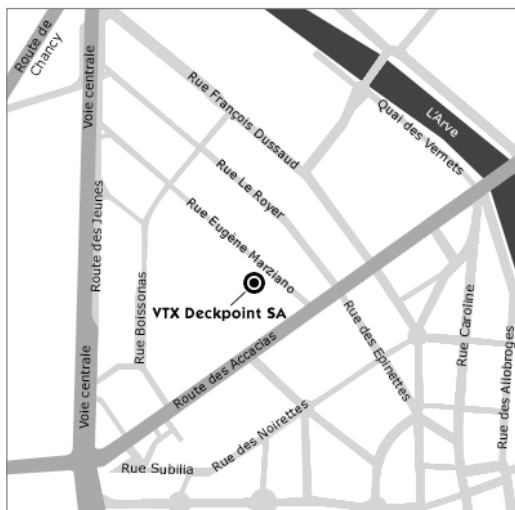 Route de
Chancy
Voie centrale
Rue François Dussaud
L'Arve
Quai des Vernets
Rue Le Royer
Route des Jeunes
Rue Eugène Marziano
VTX Deckpoint SA
Rue Boissonas
Rue Caroline
Rue des Epinettes
Route des Accacias
Rue des Allobroges
Voie centrale
Rue des Noirettes
Rue Subilia